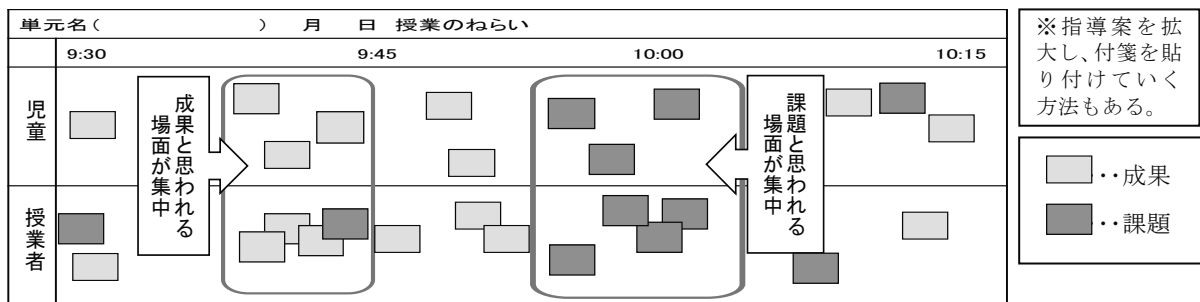 単元名(　　　　　　　　)　月　日 授業のねらい
9:30 9:45 10:00 10:15
児童
授業者
成果と思われる
場面が集中
課題と思われる
場面が集中
※指導案を拡
大し、付箋を貼
り付けていく
方法もある。
‥成果
‥課題